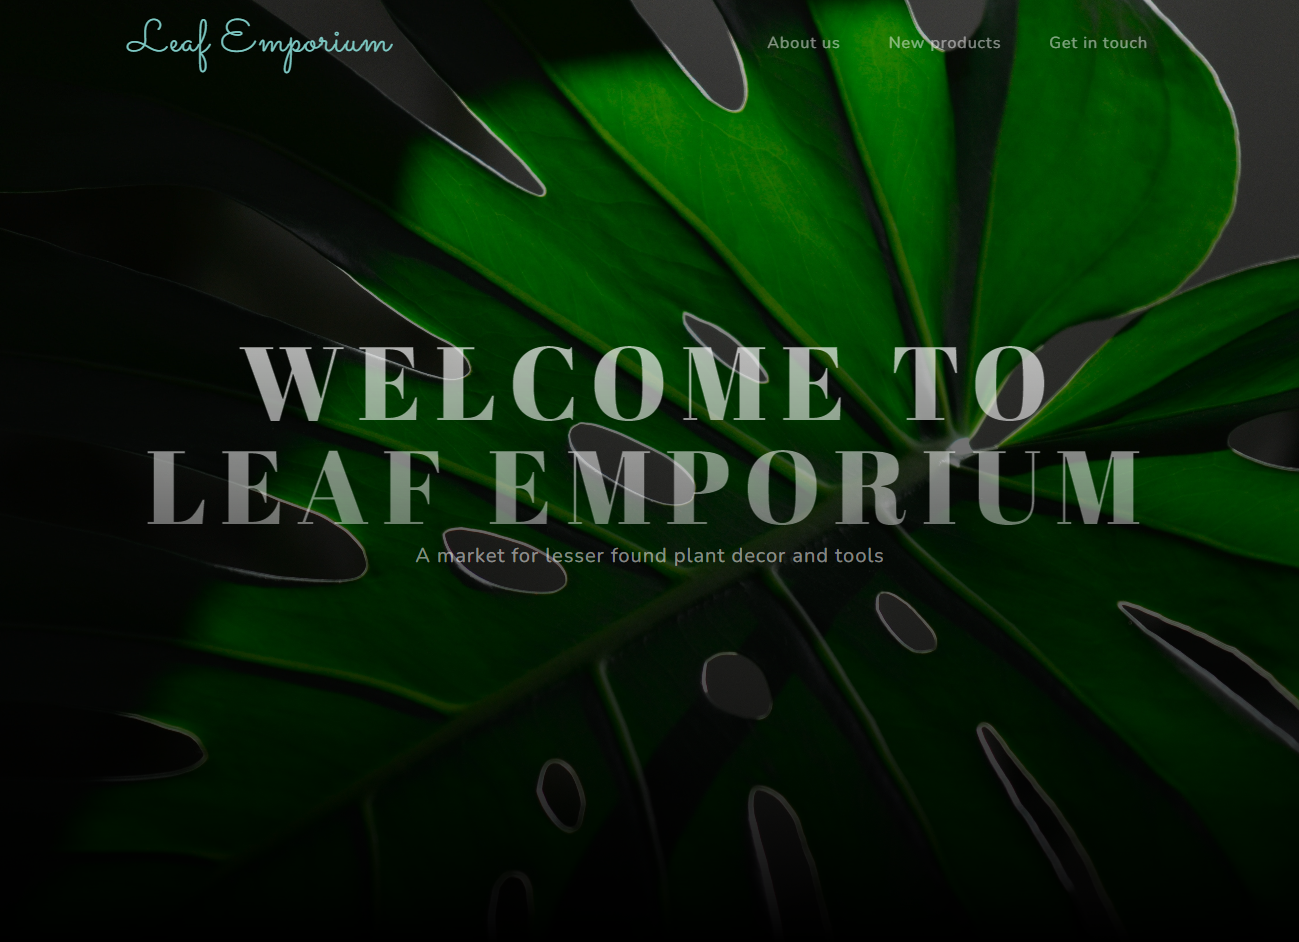 Leaf Emporium
About us New products Get in touch
WELCOME TO
LEAF EMPORIUM
A market for lesser found plant decor and tools